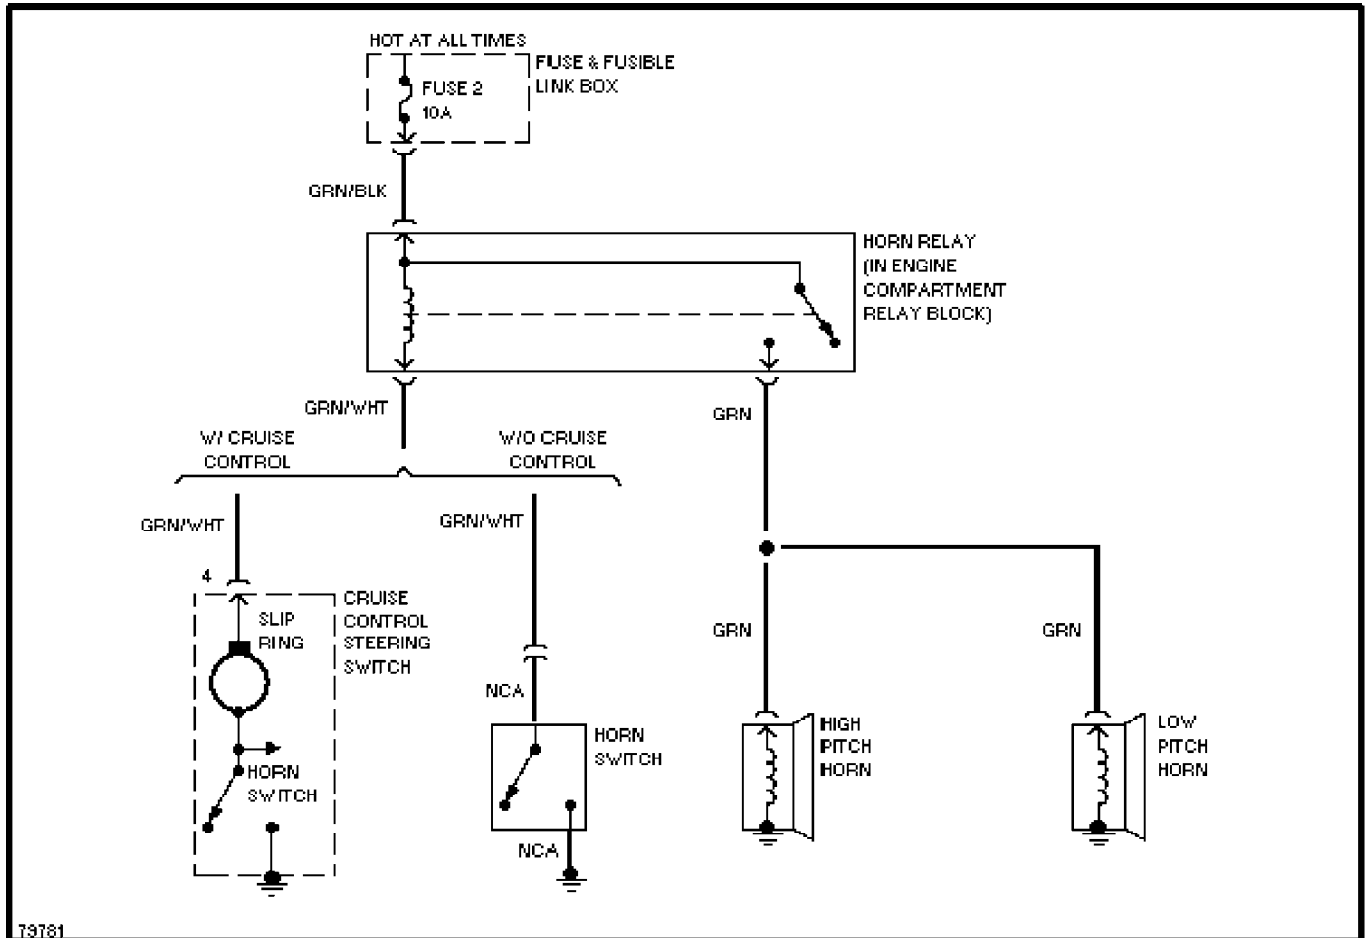 HOT AT ALL TIMES
FUSE & FUSIBLE
LINK BOX
FUSE 2
10A
GRN/BLK
HORN RELAY
(IN ENGINE
COMPARTMENT
RELAY BLOCK)
GRN/WHT
GRN
W/ CRUISE
CONTROL
W/O CRUISE
CONTROL
GRN/WHT
GRN/WHT
4
SLIP
RING
CRUISE
CONTROL
STEERING
SWITCH
GRN
GRN
NCA
HORN
SWITCH
HORN
SWITCH
HIGH
PITCH
HORN
LOW
PITCH
HORN
NCA
79781